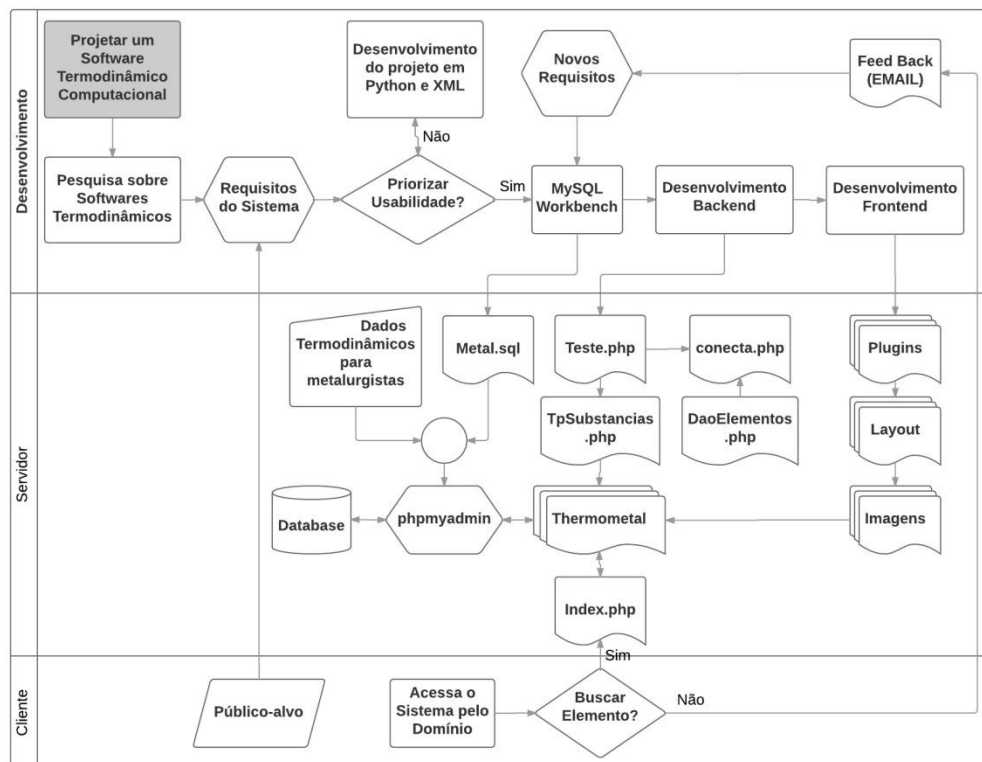 Desenvolvimento
Projetar um
Software
Termodinâmico
Computacional
Desenvolvimento
do projeto em
Python e XML
Novos
Requisitos
Feed Back
(EMAIL)
Não
Pesquisa sobre
Softwares
Termodinâmicos
Requisitos
do Sistema
Priorizar
Usabilidade?
Sim
MySQL
Workbench
Desenvolvimento
Backend
Desenvolvimento
Frontend
Servidor
Dados
Termodinâmicos
para
metalurgistas
Metal.sql
Teste.php
conecta.php
Plugins
TpSubstancias
.php
DaoElementos
.php
Layout
Database
phpmyadmin
Thermometal
Imagens
Index.php
Sim
Cliente
Público-alvo
Acessa o
Sistema pelo
Domínio
Buscar
Elemento?
Não